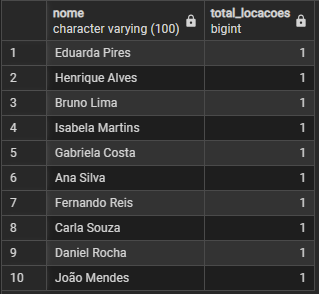 nome total_locacoes
character varying (100) bigint
1 Eduarda Pires 1
2 Henrique Alves 1
3 Bruno Lima 1
4 Isabela Martins 1
5 Gabriela Costa 1
6 Ana Silva 1
7 Fernando Reis 1
8 Carla Souza 1
9 Daniel Rocha 1
10 João Mendes 1